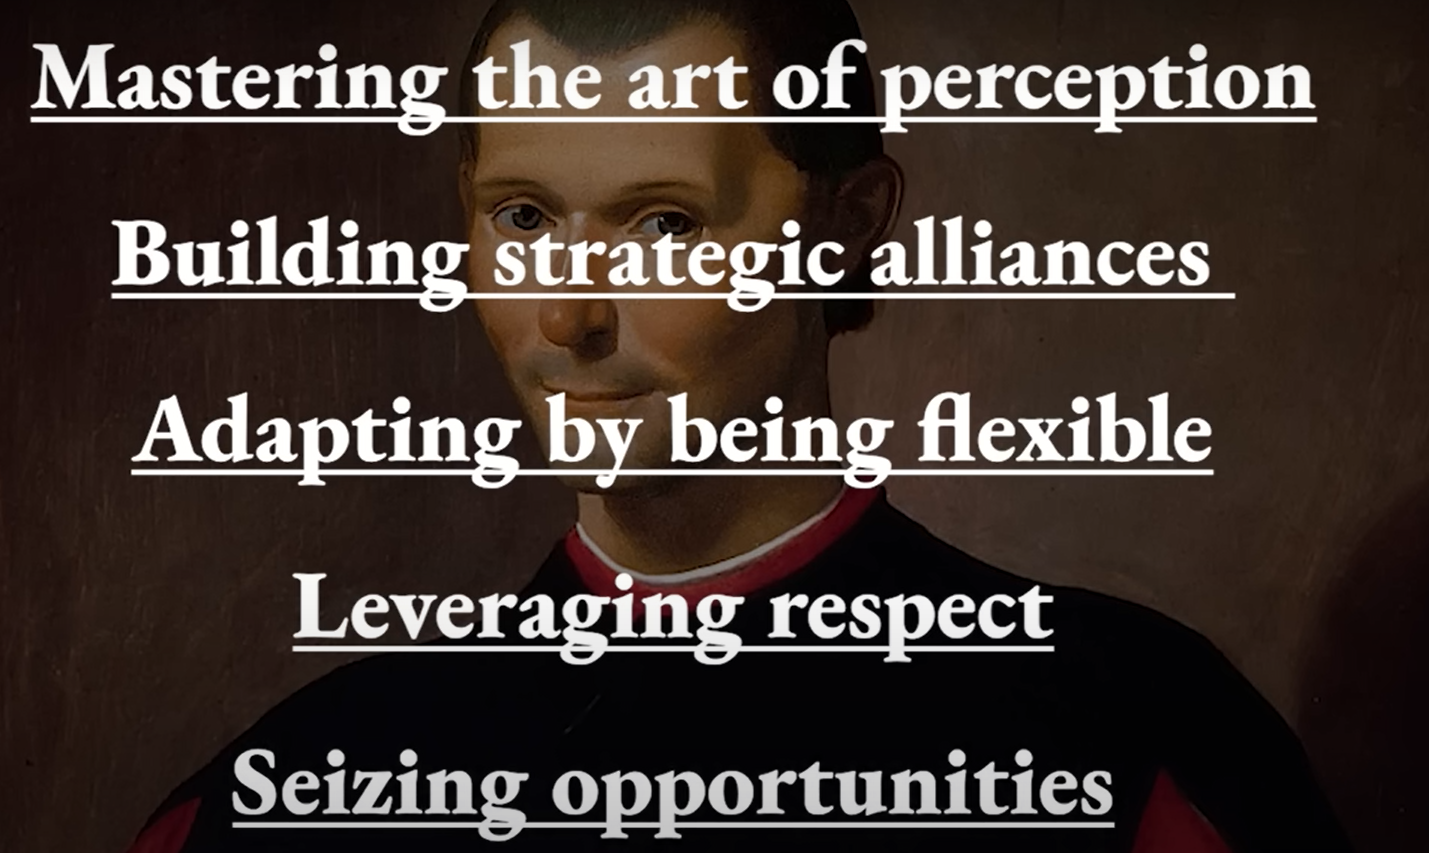 Mastering the art of perception
Building strategic alliances
Adapting by being flexible
Leveraging respect
Seizing opportunities